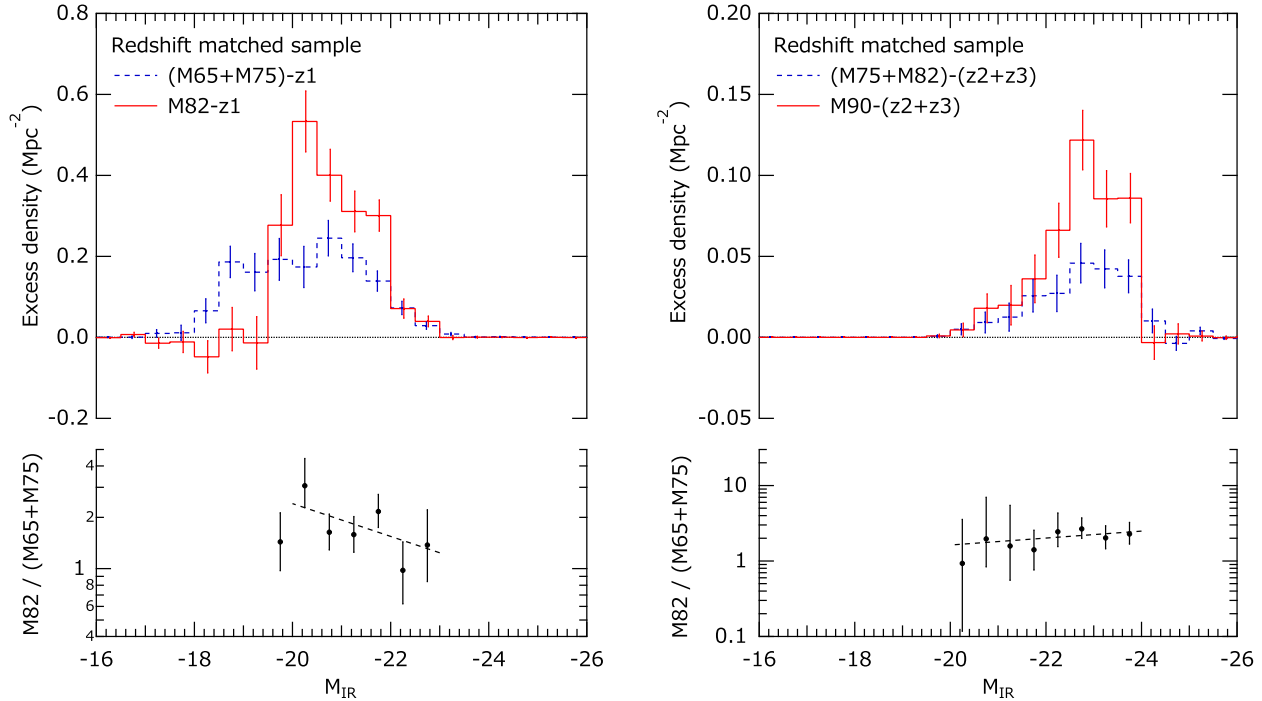 0.8
0.6
0.4
0.2
0.0
-0.2
Excess density (Mpc⁻²)
Redshift matched sample
(M65+M75)-z1
M82-z1
4
2
1
8
6
4
M82 / (M65+M75)
-16
-18
-20
-22
-24
-26
M_IR
0.20
0.15
0.10
0.05
0.00
-0.05
Excess density (Mpc⁻²)
Redshift matched sample
(M75+M82)-(z2+z3)
M90-(z2+z3)
10
1
0.1
M82 / (M65+M75)
-16
-18
-20
-22
-24
-26
M_IR